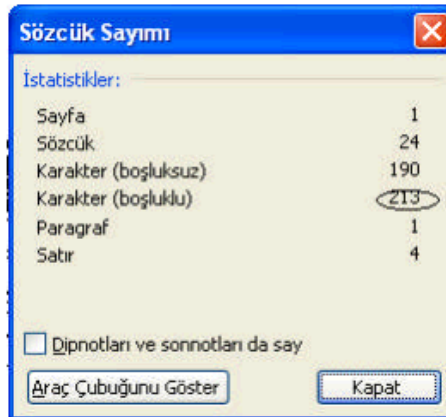 Sözcük Sayımı
İstatistikler:
Sayfa 1
Sözcük 24
Karakter (boşluksuz) 190
Karakter (boşluklu) 213
Paragraf 1
Satır 4
Dipnotları ve sonnotları da say
Araç Çubuğunu Göster Kapat